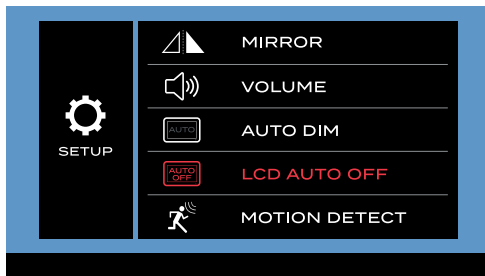 MIRROR
VOLUME
AUTO
AUTO DIM
SETUP
AUTO
OFF
LCD AUTO OFF
MOTION DETECT